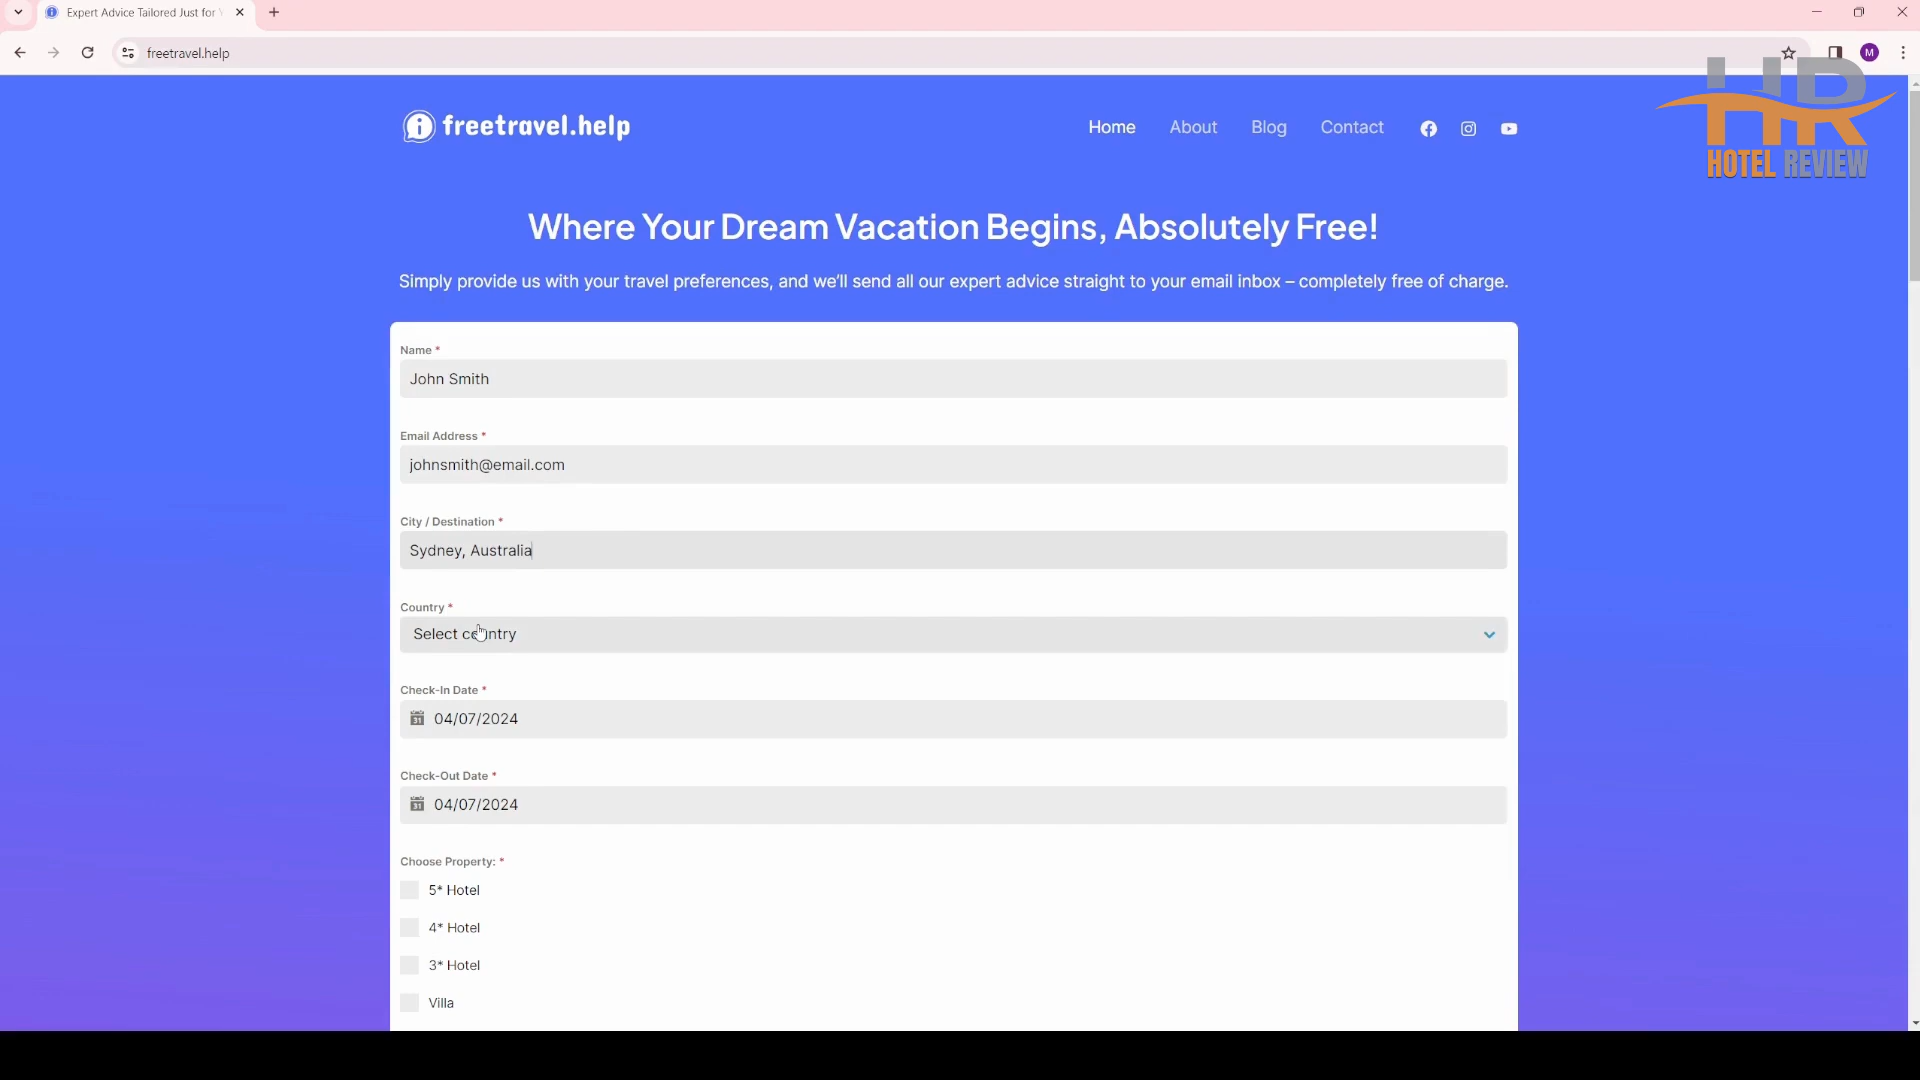 Expert Advice Tailored Just for
freetravel.help
M
HR
HOTEL REVIEW
freetravel.help
Home
About
Blog
Contact
Where Your Dream Vacation Begins, Absolutely Free!
Simply provide us with your travel preferences, and we'll send all our expert advice straight to your email inbox – completely free of charge.
Name *
John Smith
Email Address *
johnsmith@email.com
City / Destination *
Sydney, Australia
Country *
Select country
Check-In Date *
31 04/07/2024
Check-Out Date *
31 04/07/2024
Choose Property: *
5* Hotel
4* Hotel
3* Hotel
Villa